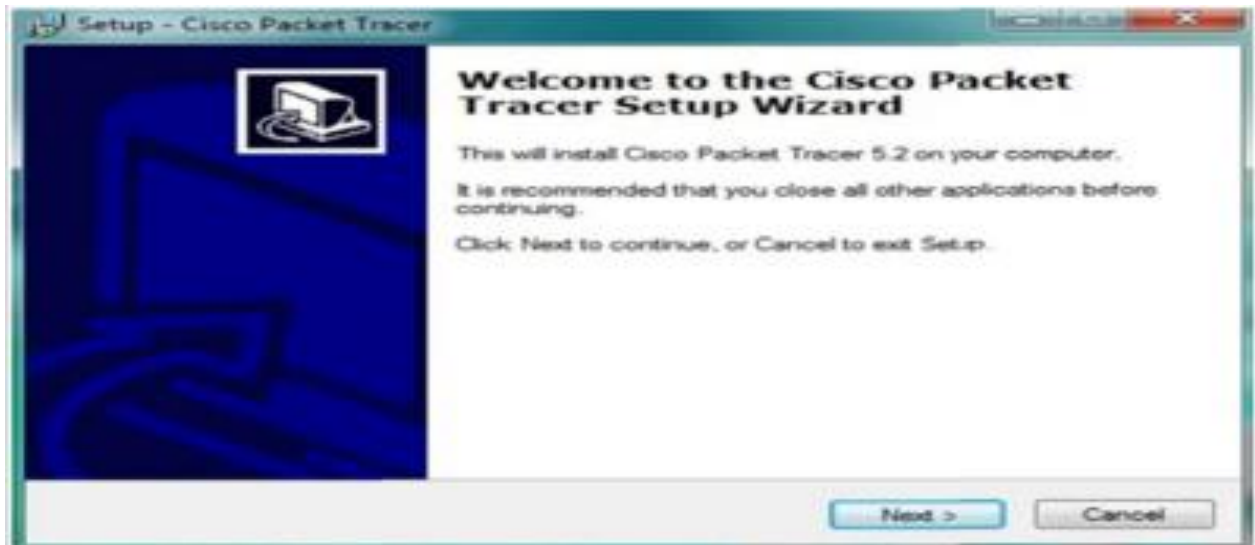 Setup - Cisco Packet Tracer
Welcome to the Cisco Packet
Tracer Setup Wizard
This will install Cisco Packet Tracer 5.2 on your computer.
It is recommended that you close all other applications before
continuing.
Click Next to continue, or Cancel to exit Setup.
Next >
Cancel